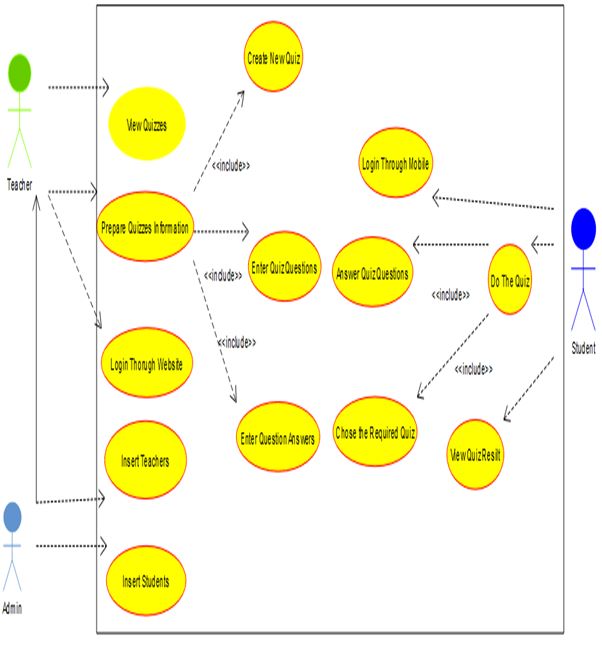 Create New Quiz
View Quizzes
Teacher
<<include>>
Login Through Mobile
Prepare Quizzes Information
Enter Quiz Questions
Answer Quiz Questions
Do The Quiz
<<include>>
<<include>>
Student
<<include>>
Login Thorugh Website
<<include>>
Enter Question Answers
Chose the Required Quiz
View Quiz Resilt
Insert Teachers
Insert Students
Admin